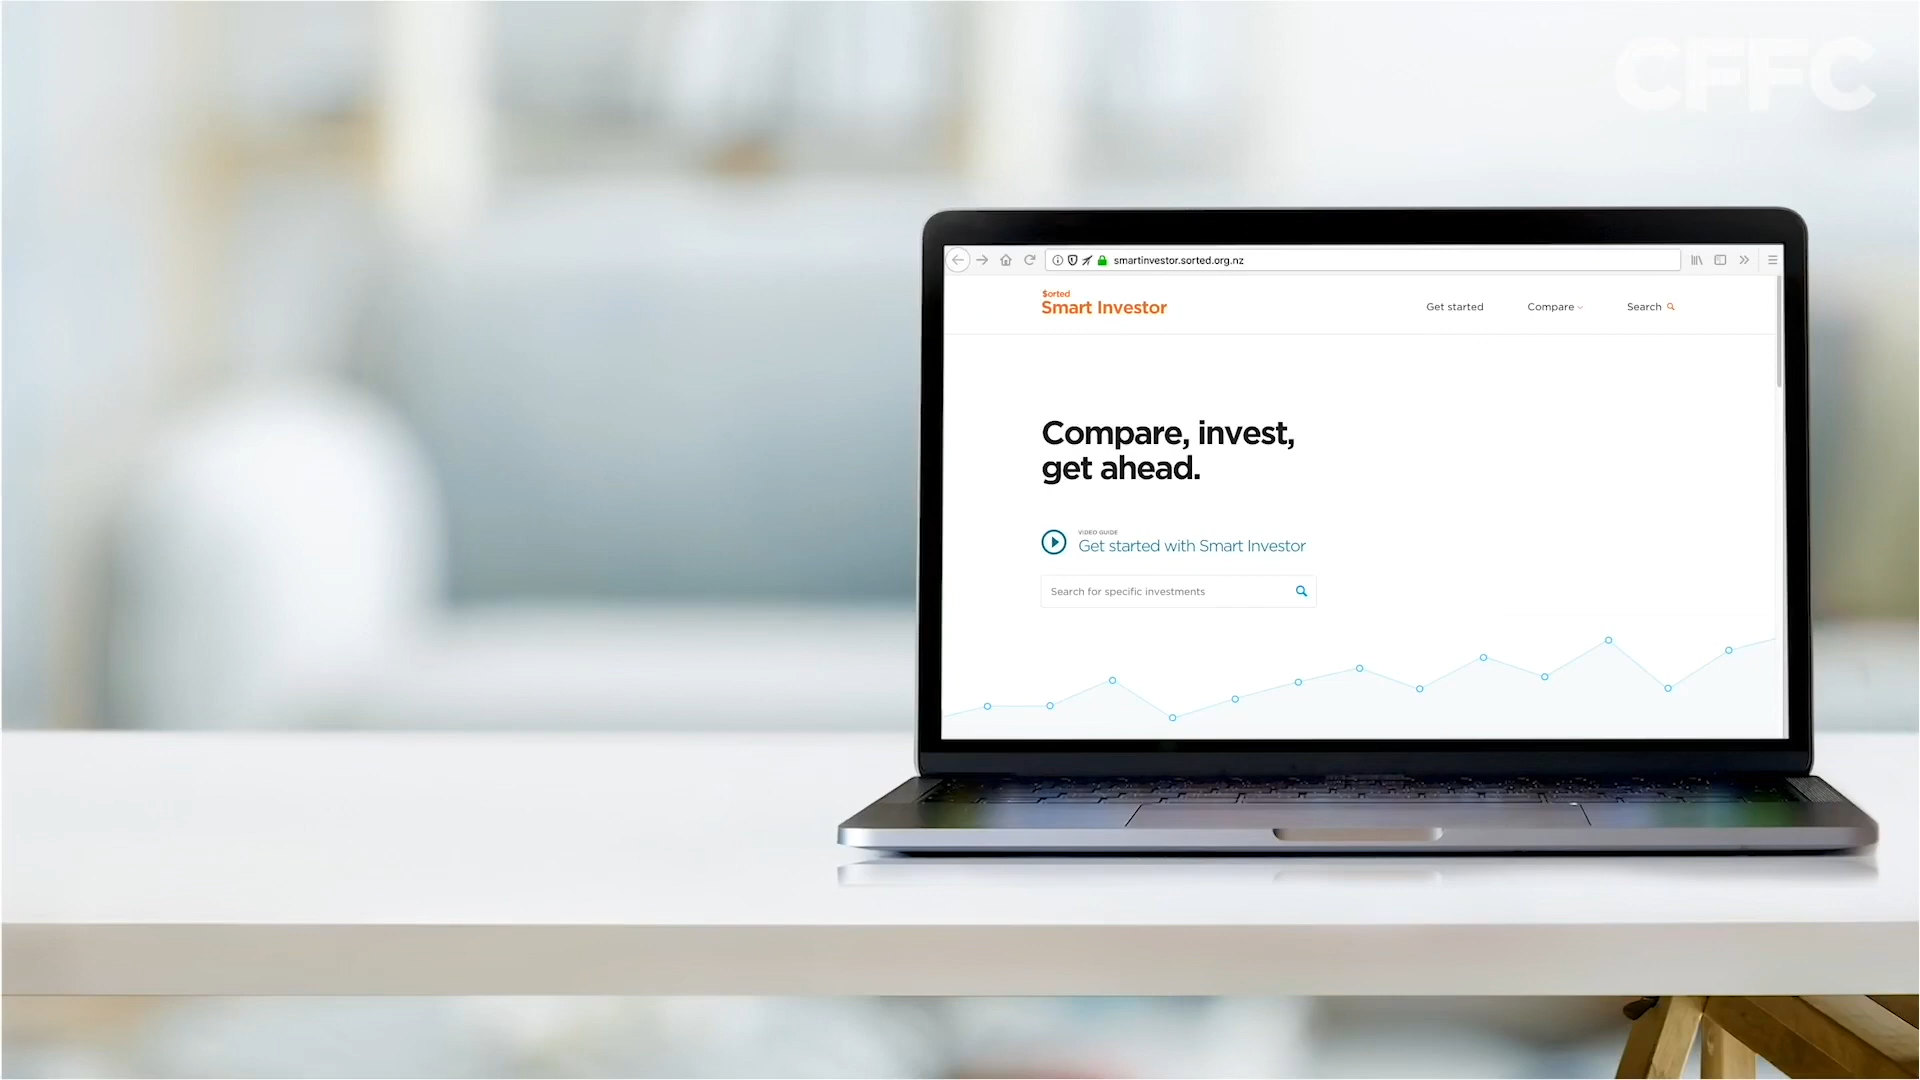 CFFC
smartinvestor.sorted.org.nz
$orted
Smart Investor
Get started
Compare
Search
Compare, invest,
get ahead.
VIDEO GUIDE
Get started with Smart Investor
Search for specific investments